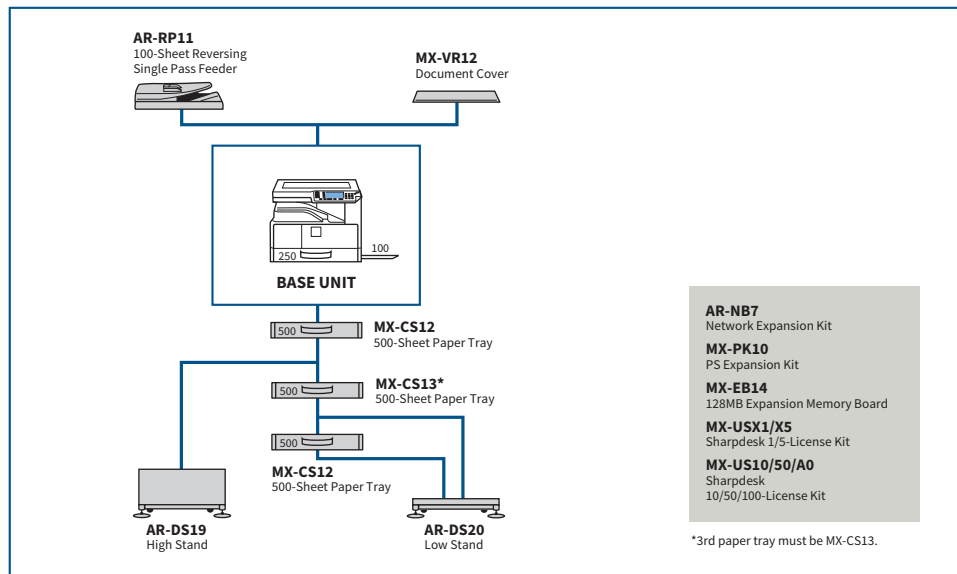 AR-RP11
100-Sheet Reversing
Single Pass Feeder
MX-VR12
Document Cover
250
100
BASE UNIT
500
MX-CS12
500-Sheet Paper Tray
500
MX-CS13*
500-Sheet Paper Tray
500
MX-CS12
500-Sheet Paper Tray
AR-DS19
High Stand
AR-DS20
Low Stand
AR-NB7
Network Expansion Kit
MX-PK10
PS Expansion Kit
MX-EB14
128MB Expansion Memory Board
MX-USX1/X5
Sharpdesk 1/5-License Kit
MX-US10/50/A0
Sharpdesk
10/50/100-License Kit
*3rd paper tray must be MX-CS13.